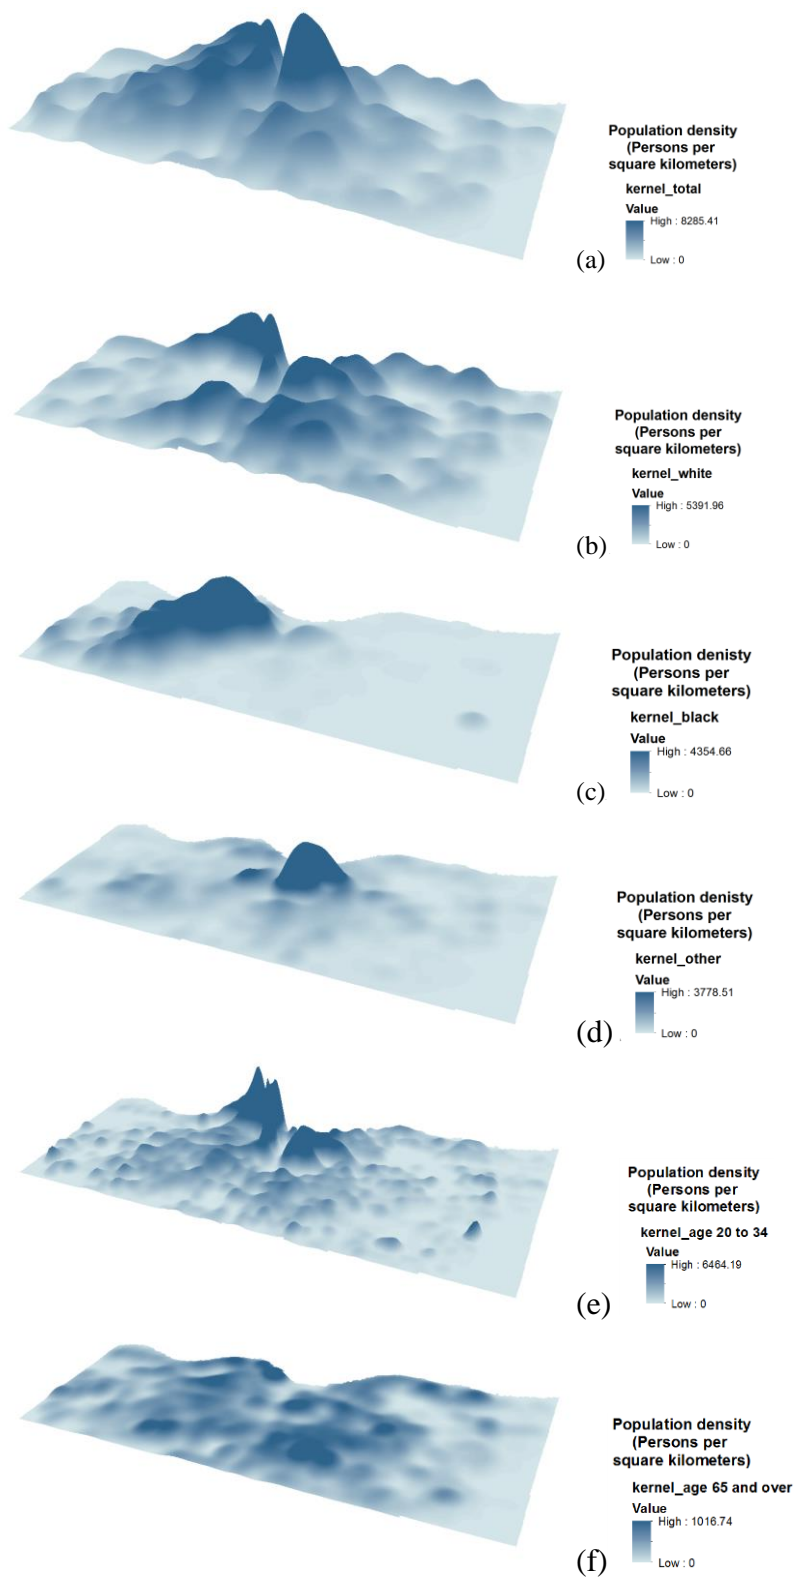 Population density
(Persons per
square kilometers)
kernel_total
Value
High : 8285.41
Low : 0
(a)
Population density
(Persons per
square kilometers)
kernel_white
Value
High : 5391.96
Low : 0
(b)
Population denisty
(Persons per
square kilometers)
kernel_black
Value
High : 4354.66
Low : 0
(c)
Population denisty
(Persons per
square kilometers)
kernel_other
Value
High : 3778.51
Low : 0
(d)
Population density
(Persons per
square kilometers)
kernel_age 20 to 34
Value
High : 6464.19
Low : 0
(e)
Population density
(Persons per
square kilometers)
kernel_age 65 and over
Value
High : 1016.74
Low : 0
(f)